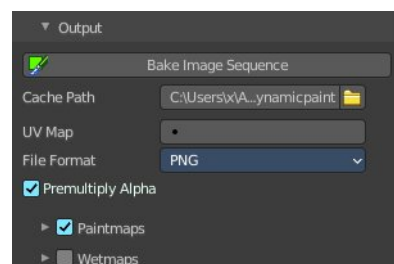 Output
Bake Image Sequence
Cache Path C:\Users\x\A...ynamicpaint
UV Map
File Format PNG
Premultiply Alpha
Paintmaps
Wetmaps